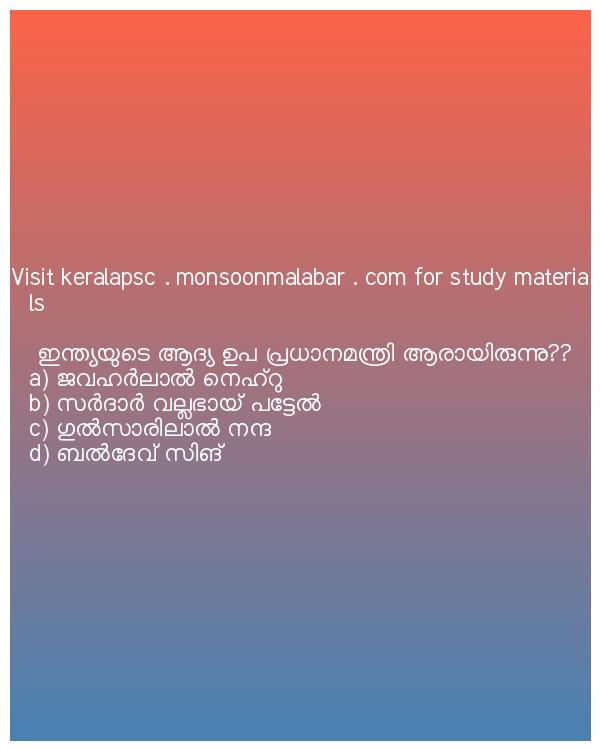 Visit keralapsc . monsoonmalabar . com for study materia
ls
ഇന്ത്യയുടെ ആദ്യ ഉപ പ്രധാനമന്ത്രി ആരായിരുന്നു??
a) ജവഹർലാൽ നെഹ്റു
b) സർദാർ വല്ലഭായ് പട്ടേൽ
c) ഗുൽസാരിലാൽ നന്ദ
d) ബൽദേവ് സിങ്